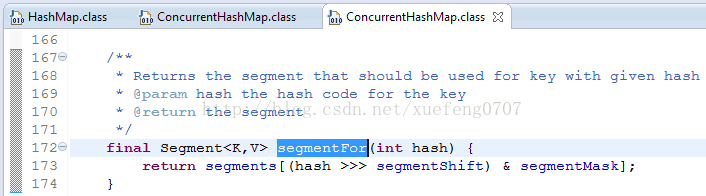 HashMap.class ConcurrentHashMap.class ConcurrentHashMap.class
166
167 /**
168 * Returns the segment that should be used for key with given hash
169 * @param hash the hash code for the key
170 * @return the segment
http://blog.csdn.net/xuefeng0707
171 */
172 final Segment<K,V> segmentFor(int hash) {
173 return segments[(hash >>> segmentShift) & segmentMask];
174 }